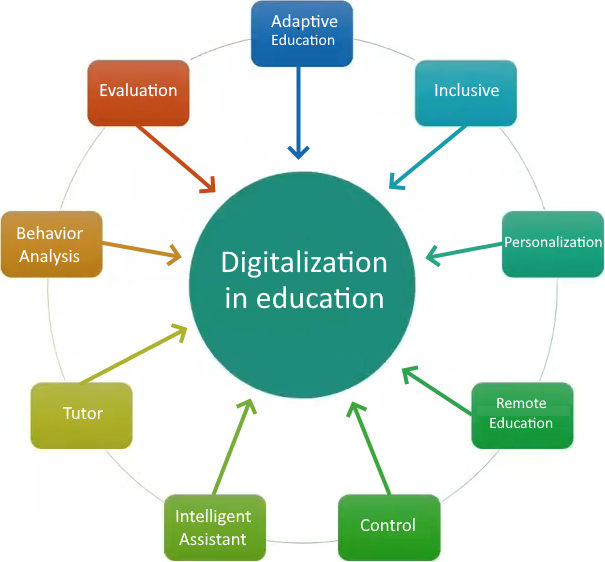 Adaptive
Education
Inclusive
Personalization
Remote
Education
Control
Intelligent
Assistant
Tutor
Behavior
Analysis
Evaluation
Digitalization
in education